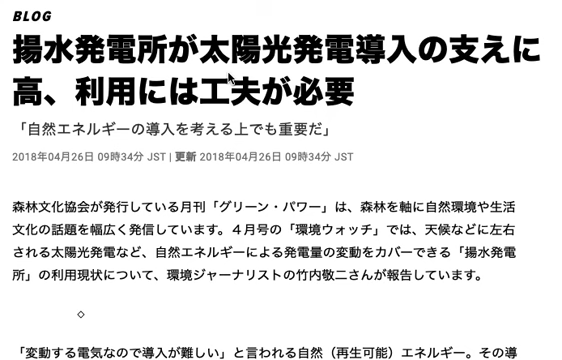 BLOG
揚水発電所が太陽光発電導入の支えに
高、利用には工夫が必要
「自然エネルギーの導入を考える上でも重要だ」
2018年04月26日 09時34分 JST | 更新 2018年04月26日 09時34分 JST
森林文化協会が発行している月刊「グリーン・パワー」は、森林を軸に自然環境や生活
文化の話題を幅広く発信しています。４月号の「環境ウォッチ」では、天候などに左右
される太陽光発電など、自然エネルギーによる発電量の変動をカバーできる「揚水発電
所」の利用現状について、環境ジャーナリストの竹内敬二さんが報告しています。
◇
「変動する電気なので導入が難しい」と言われる自然（再生可能）エネルギー。その導